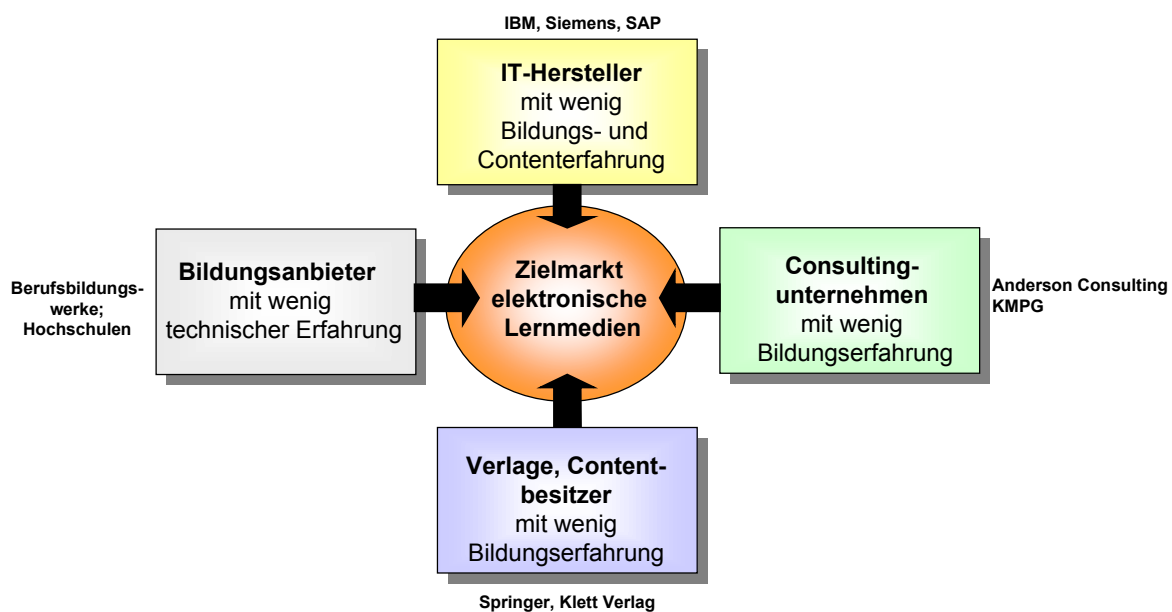 IBM, Siemens, SAP
IT-Hersteller
mit wenig
Bildungs- und
Contenterfahrung
Berufsbildungs-
werke;
Hochschulen
Bildungsanbieter
mit wenig
technischer Erfahrung
Zielmarkt
elektronische
Lernmedien
Consulting-
unternehmen
mit wenig
Bildungserfahrung
Anderson Consulting
KMPG
Verlage, Content-
besitzer
mit wenig
Bildungserfahrung
Springer, Klett Verlag